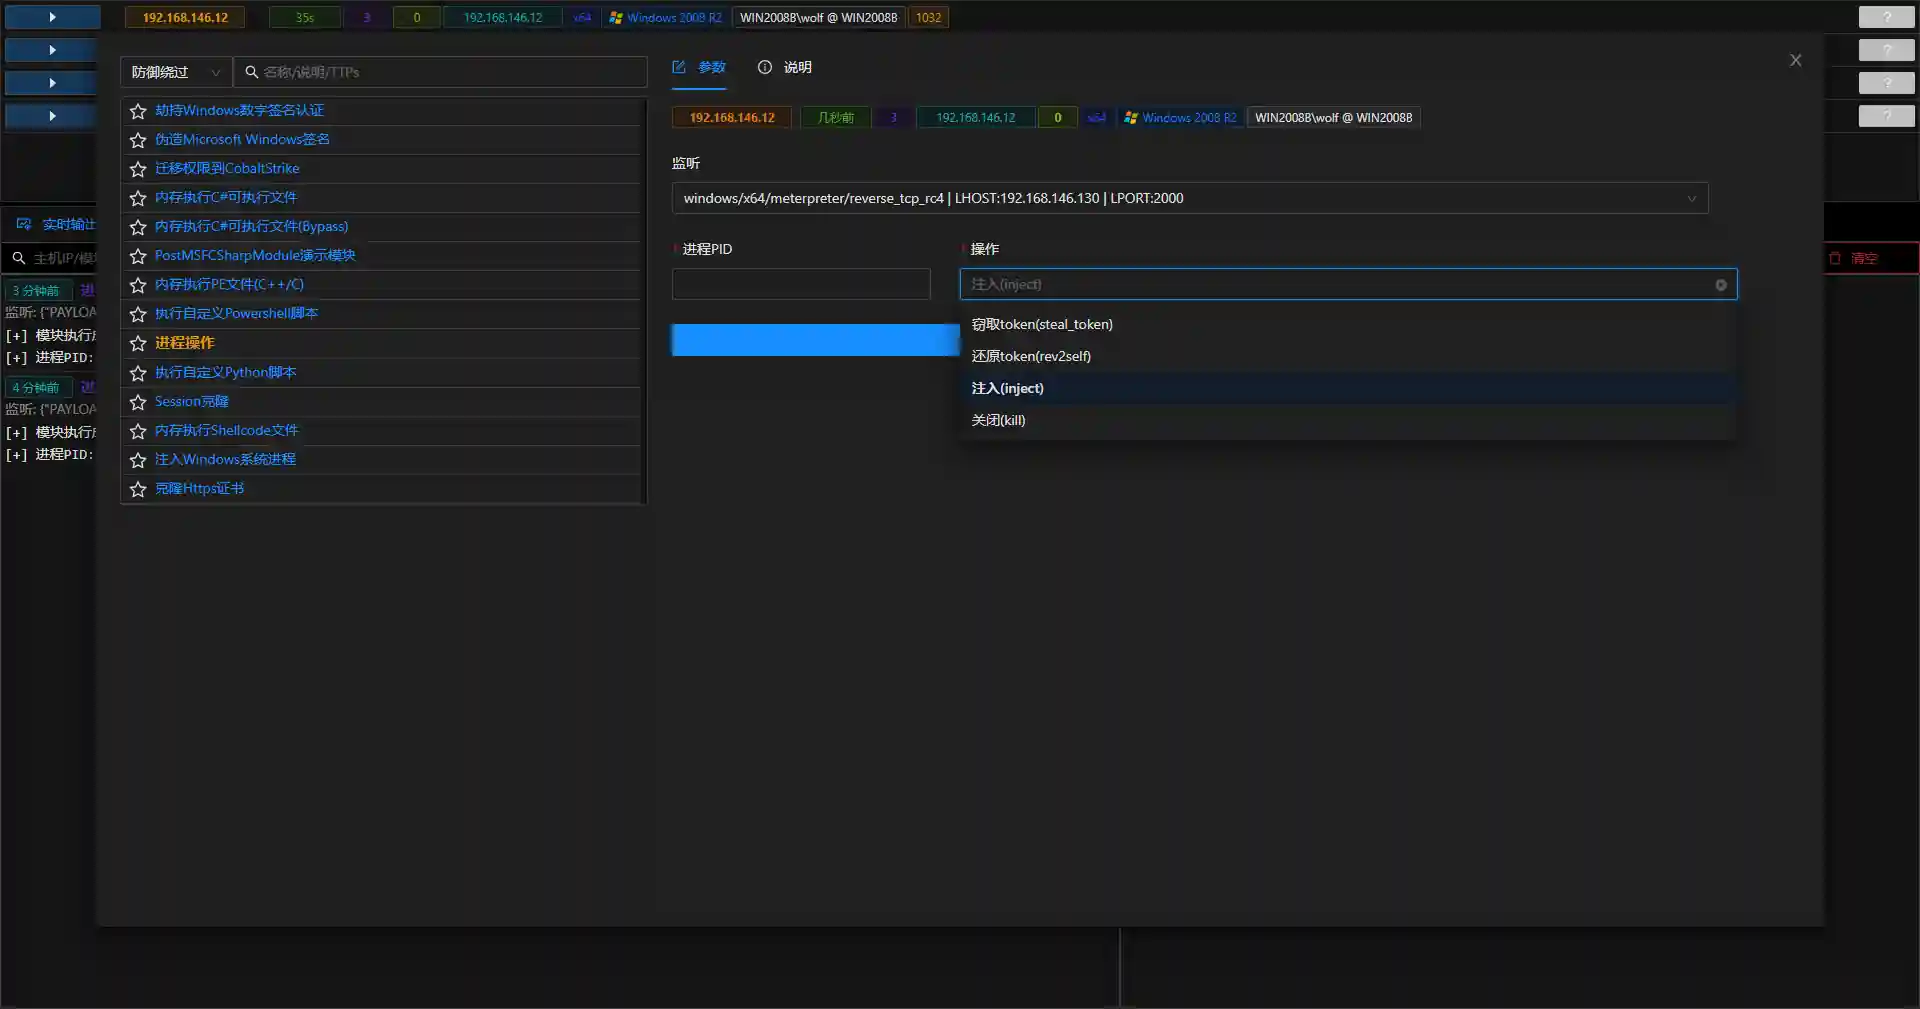 192.168.146.12 35s 3 0 192.168.146.12 x64 Windows 2008 R2 WIN2008B\wolf @ WIN2008B 1032 ?
?
?
?
防御绕过 名称/说明/TTPs
劫持Windows数字签名认证
伪造Microsoft Windows签名
迁移权限到CobaltStrike
内存执行C#可执行文件
内存执行C#可执行文件(Bypass)
PostMSFCSharpModule演示模块
内存执行PE文件(C++/C)
执行自定义Powershell脚本
进程操作
执行自定义Python脚本
Session克隆
内存执行Shellcode文件
注入Windows系统进程
克隆Https证书
参数 说明
192.168.146.12 几秒前 3 192.168.146.12 0 x64 Windows 2008 R2 WIN2008B\wolf @ WIN2008B
监听
windows/x64/meterpreter/reverse_tcp_rc4 | LHOST:192.168.146.130 | LPORT:2000
进程PID 操作
注入(inject)
窃取token(steal_token)
还原token(rev2self)
注入(inject)
关闭(kill)
实时输出
主机IP/模
清空
3 分钟前 进
监听: {"PAYLOA
[+] 模块执行
[+] 进程PID:
4 分钟前 进
监听: {"PAYLOA
[+] 模块执行
[+] 进程PID: